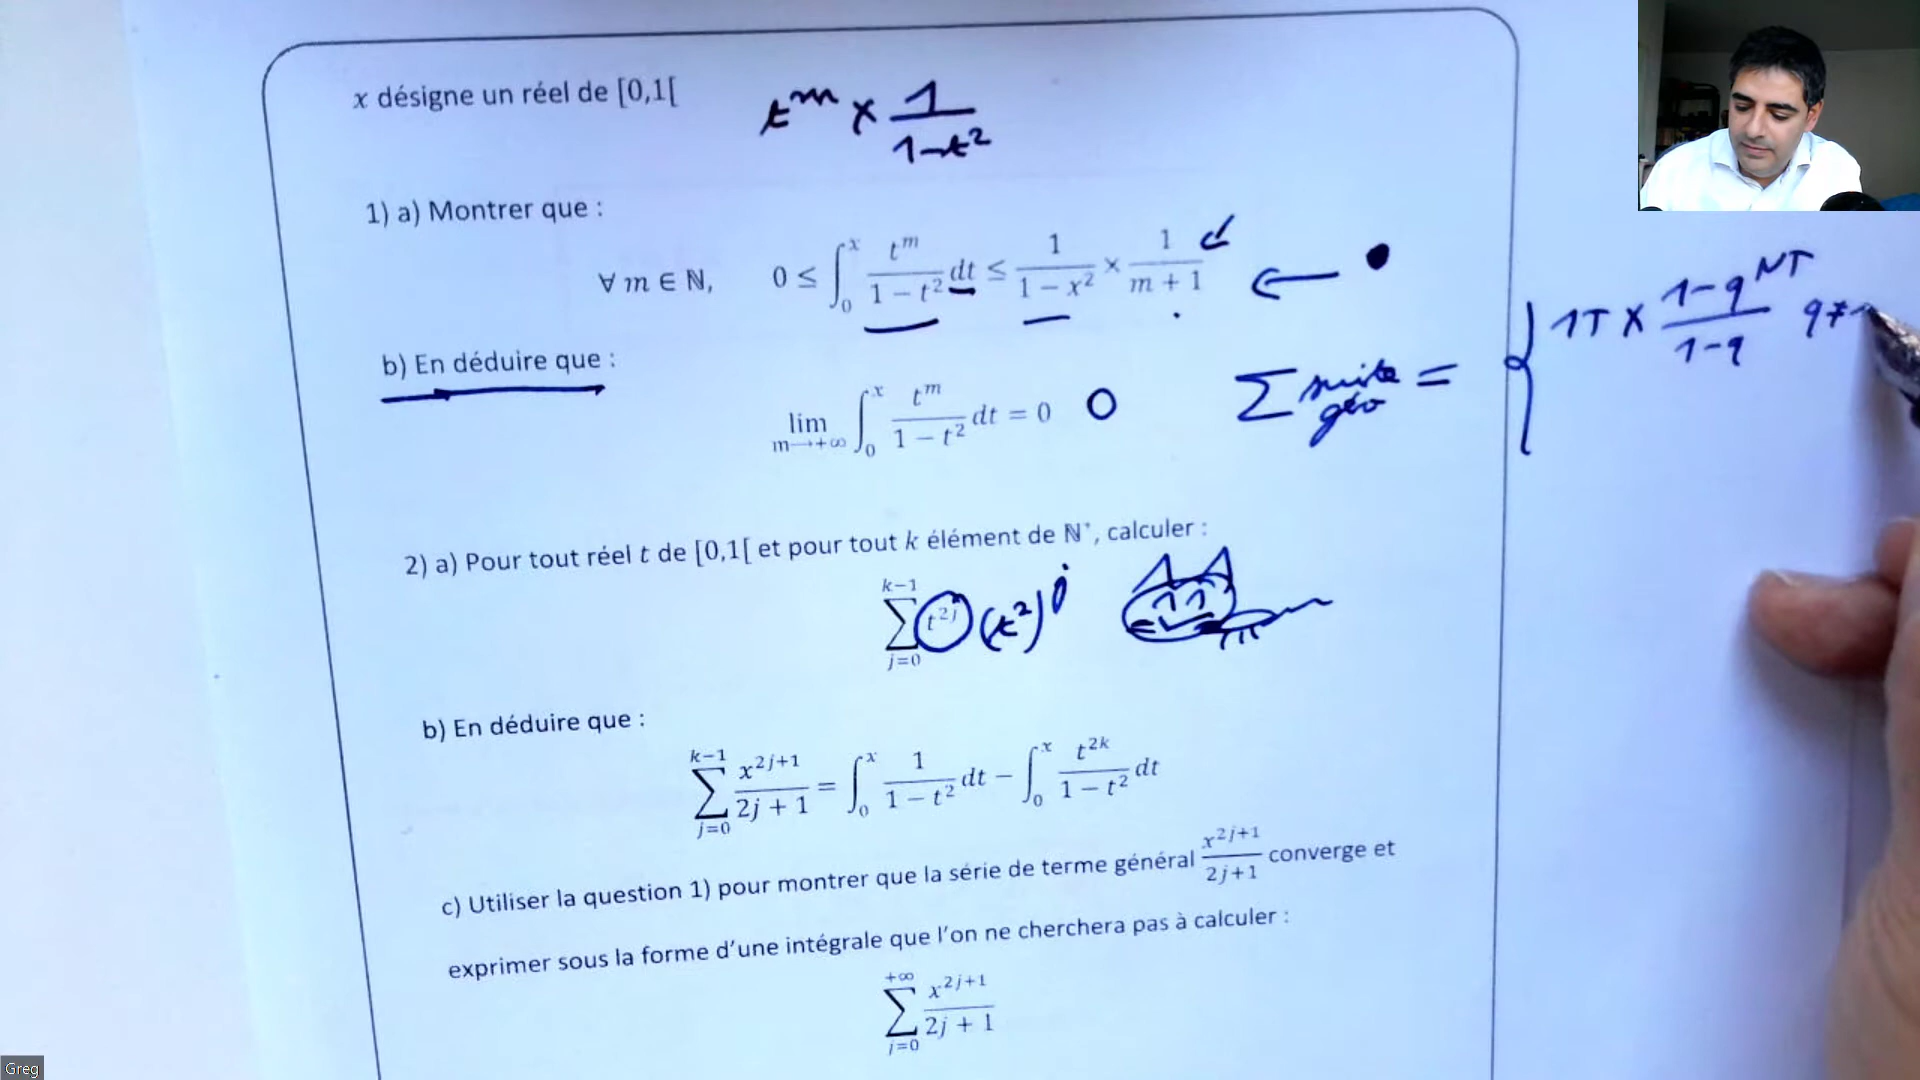 x désigne un réel de [0,1[
t^m × 1/(1-t²)
1) a) Montrer que :
∀ m ∈ ℕ, 0 ≤ ∫₀ˣ t^m/(1 − t²) dt ≤ 1/(1 − x²) × 1/(m + 1)
b) En déduire que :
lim m→+∞ ∫₀ˣ t^m/(1 − t²) dt = 0 0
Σ suite géo = { 1T × (1-q^NT)/(1-q) q≠
2) a) Pour tout réel t de [0,1[ et pour tout k élément de ℕ*, calculer :
Σ_{j=0}^{k−1} t^{2j} (t²)^j
b) En déduire que :
Σ_{j=0}^{k−1} x^{2j+1}/(2j + 1) = ∫₀ˣ 1/(1 − t²) dt − ∫₀ˣ t^{2k}/(1 − t²) dt
c) Utiliser la question 1) pour montrer que la série de terme général x^{2j+1}/(2j+1) converge et
exprimer sous la forme d'une intégrale que l'on ne cherchera pas à calculer :
Σ_{j=0}^{+∞} x^{2j+1}/(2j + 1)
Greg